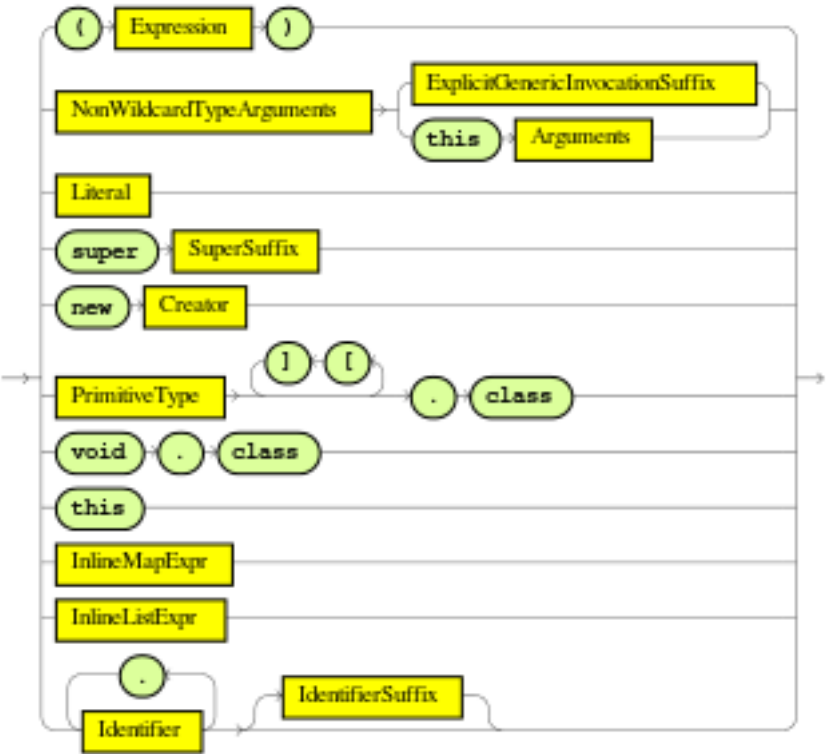 ( Expression )
ExplicitGenericInvocationSuffix
NonWildcardTypeArguments
this Arguments
Literal
super SuperSuffix
new Creator
] [
PrimitiveType . class
void . class
this
InlineMapExpr
InlineListExpr
.
IdentifierSuffix
Identifier